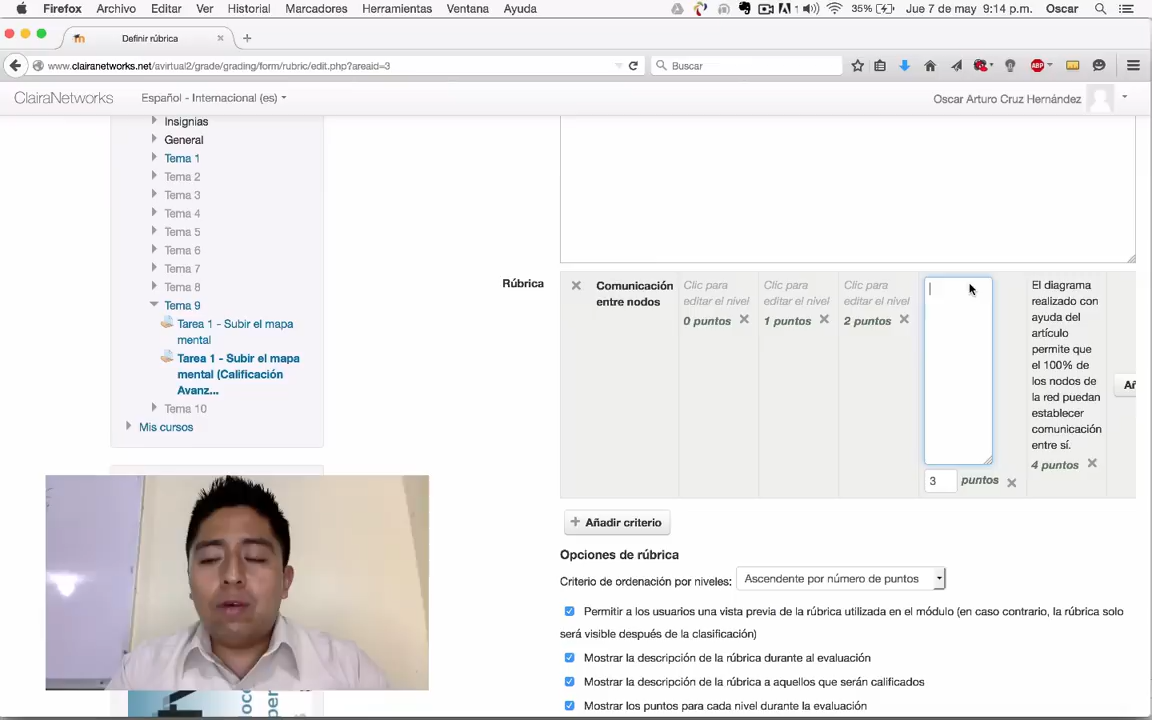 Firefox Archivo Editar Ver Historial Marcadores Herramientas Ventana Ayuda 1 35% Jue 7 de may 9:14 p.m. Oscar
Definir rúbrica
www.clairanetworks.net/avirtual2/grade/grading/form/rubric/edit.php?areaid=3
Buscar
ABP
ClairaNetworks Español - Internacional (es) Oscar Arturo Cruz Hernández
Insignias
General
Tema 1
Tema 2
Tema 3
Tema 4
Tema 5
Tema 6
Tema 7
Tema 8
Tema 9
Tarea 1 - Subir el mapa
mental
Tarea 1 - Subir el mapa
mental (Calificación
Avanz...
Tema 10
Mis cursos
Rúbrica
Comunicación
entre nodos
Clic para
editar el nivel
0 puntos
Clic para
editar el nivel
1 puntos
Clic para
editar el nivel
2 puntos
3 puntos
El diagrama
realizado con
ayuda del
artículo
permite que
el 100% de
los nodos de
la red puedan
establecer
comunicación
entre sí.
4 puntos
Añ
+ Añadir criterio
Opciones de rúbrica
Criterio de ordenación por niveles: Ascendente por número de puntos
Permitir a los usuarios una vista previa de la rúbrica utilizada en el módulo (en caso contrario, la rúbrica solo
será visible después de la clasificación)
Mostrar la descripción de la rúbrica durante al evaluación
Mostrar la descripción de la rúbrica a aquellos que serán calificados
Mostrar los puntos para cada nivel durante la evaluación